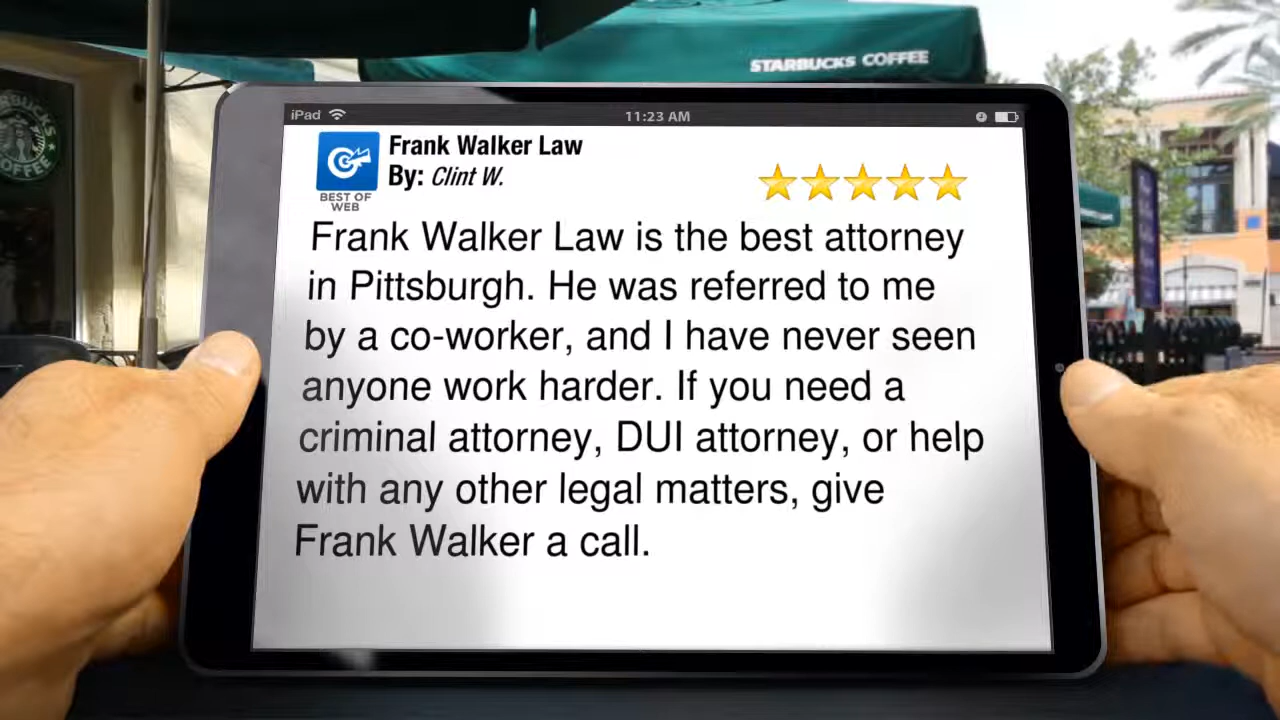 STARBUCKS COFFEE
STARBUCKS
COFFEE
iPad
11:23 AM
Frank Walker Law
By: Clint W.
BEST OF
WEB
Frank Walker Law is the best attorney
in Pittsburgh. He was referred to me
by a co-worker, and I have never seen
anyone work harder. If you need a
criminal attorney, DUI attorney, or help
with any other legal matters, give
Frank Walker a call.